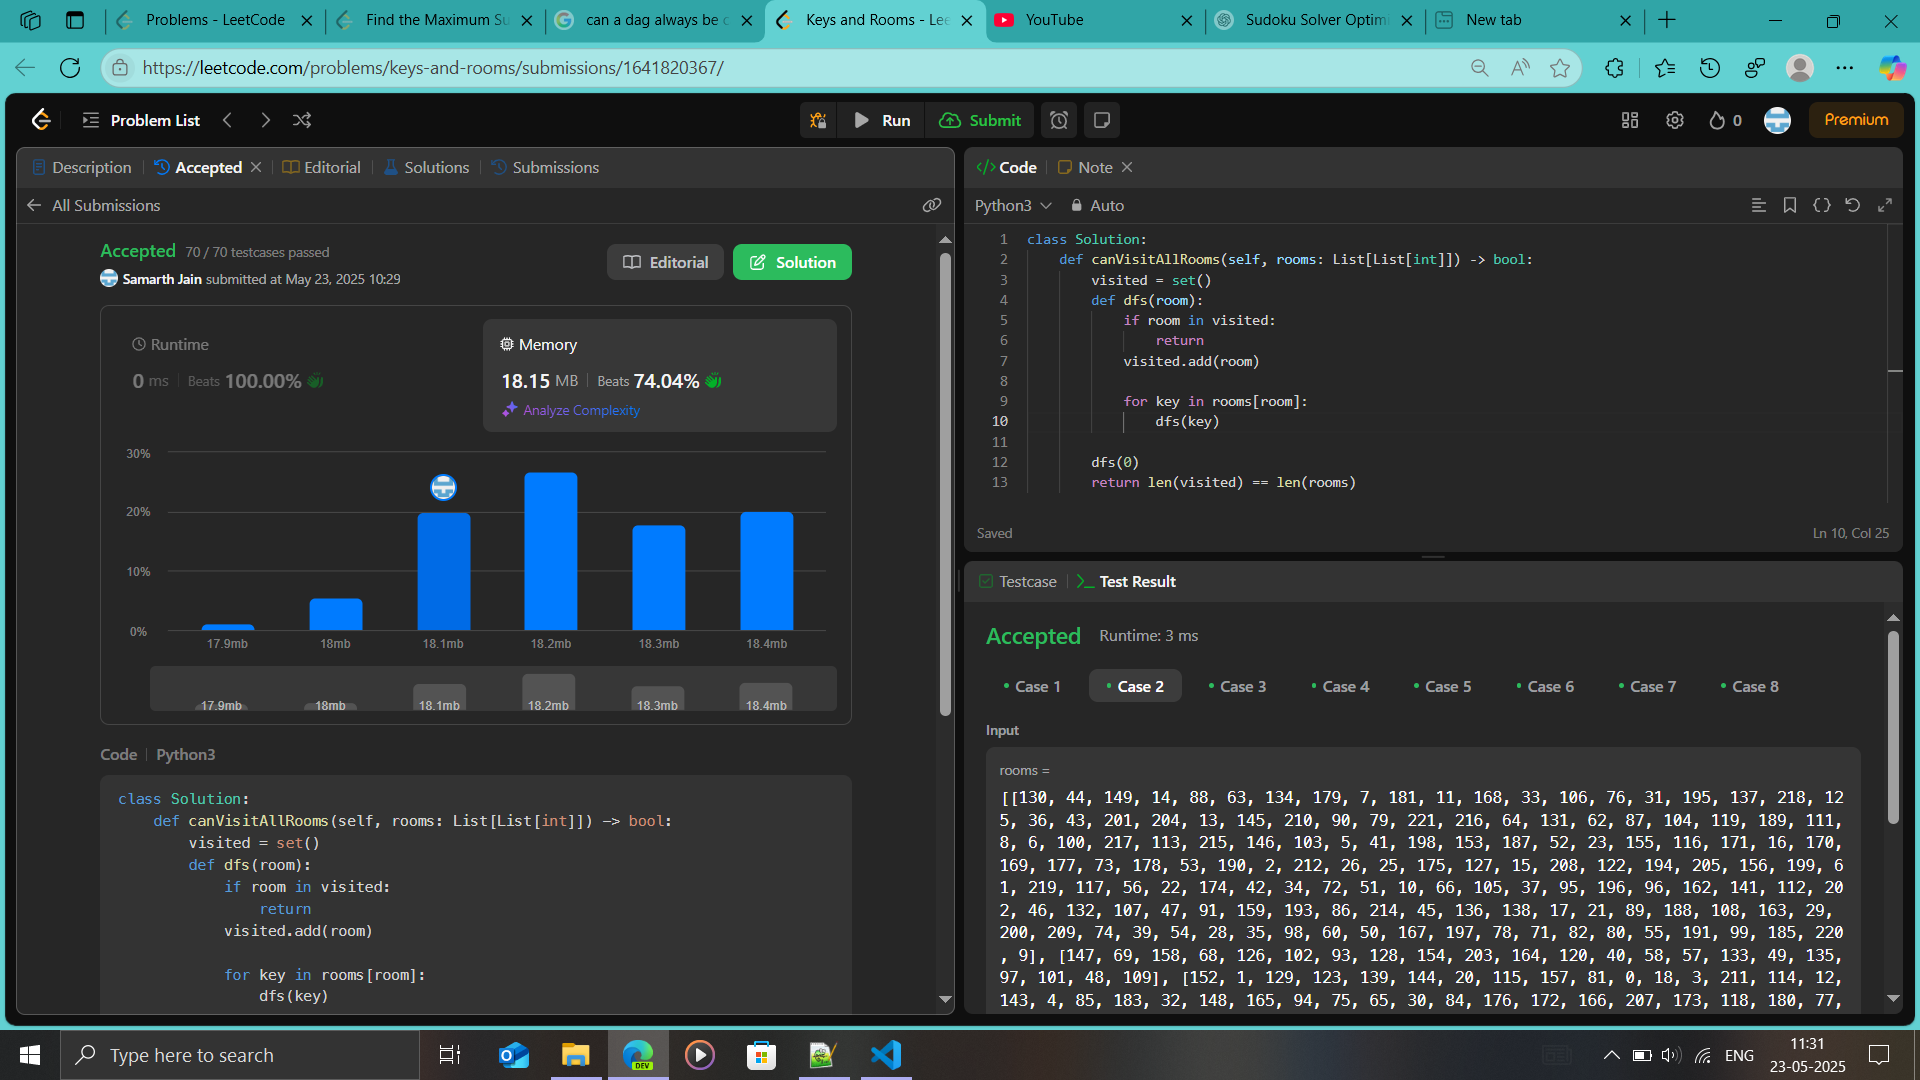 Problems - LeetCode
Find the Maximum Su
can a dag always be c
Keys and Rooms - Lee
YouTube
Sudoku Solver Optimi
New tab
https://leetcode.com/problems/keys-and-rooms/submissions/1641820367/
Problem List
Run
Submit
0
Premium
Description
Accepted
Editorial
Solutions
Submissions
All Submissions
Accepted 70 / 70 testcases passed
Samarth Jain submitted at May 23, 2025 10:29
Editorial
Solution
Runtime
0 ms Beats 100.00%
Memory
18.15 MB Beats 74.04%
Analyze Complexity
30%
20%
10%
0%
17.9mb 18mb 18.1mb 18.2mb 18.3mb 18.4mb
17.9mb 18mb 18.1mb 18.2mb 18.3mb 18.4mb
Code Python3
class Solution:
def canVisitAllRooms(self, rooms: List[List[int]]) -> bool:
visited = set()
def dfs(room):
if room in visited:
return
visited.add(room)
for key in rooms[room]:
dfs(key)
</> Code
Note
Python3
Auto
1 class Solution:
2 def canVisitAllRooms(self, rooms: List[List[int]]) -> bool:
3 visited = set()
4 def dfs(room):
5 if room in visited:
6 return
7 visited.add(room)
8
9 for key in rooms[room]:
10 dfs(key)
11
12 dfs(0)
13 return len(visited) == len(rooms)
Saved
Ln 10, Col 25
Testcase
Test Result
Accepted Runtime: 3 ms
Case 1 Case 2 Case 3 Case 4 Case 5 Case 6 Case 7 Case 8
Input
rooms =
[[130, 44, 149, 14, 88, 63, 134, 179, 7, 181, 11, 168, 33, 106, 76, 31, 195, 137, 218, 12
5, 36, 43, 201, 204, 13, 145, 210, 90, 79, 221, 216, 64, 131, 62, 87, 104, 119, 189, 111,
8, 6, 100, 217, 113, 215, 146, 103, 5, 41, 198, 153, 187, 52, 23, 155, 116, 171, 16, 170,
169, 177, 73, 178, 53, 190, 2, 212, 26, 25, 175, 127, 15, 208, 122, 194, 205, 156, 199, 6
1, 219, 117, 56, 22, 174, 42, 34, 72, 51, 10, 66, 105, 37, 95, 196, 96, 162, 141, 112, 20
2, 46, 132, 107, 47, 91, 159, 193, 86, 214, 45, 136, 138, 17, 21, 89, 188, 108, 163, 29,
200, 209, 74, 39, 54, 28, 35, 98, 60, 50, 167, 197, 78, 71, 82, 80, 55, 191, 99, 185, 220
, 9], [147, 69, 158, 68, 126, 102, 93, 128, 154, 203, 164, 120, 40, 58, 57, 133, 49, 135,
97, 101, 48, 109], [152, 1, 129, 123, 139, 144, 20, 115, 157, 81, 0, 18, 3, 211, 114, 12,
143, 4, 85, 183, 32, 148, 165, 94, 75, 65, 30, 84, 176, 172, 166, 207, 173, 118, 180, 77,
Type here to search
DEV
ENG
11:31
23-05-2025